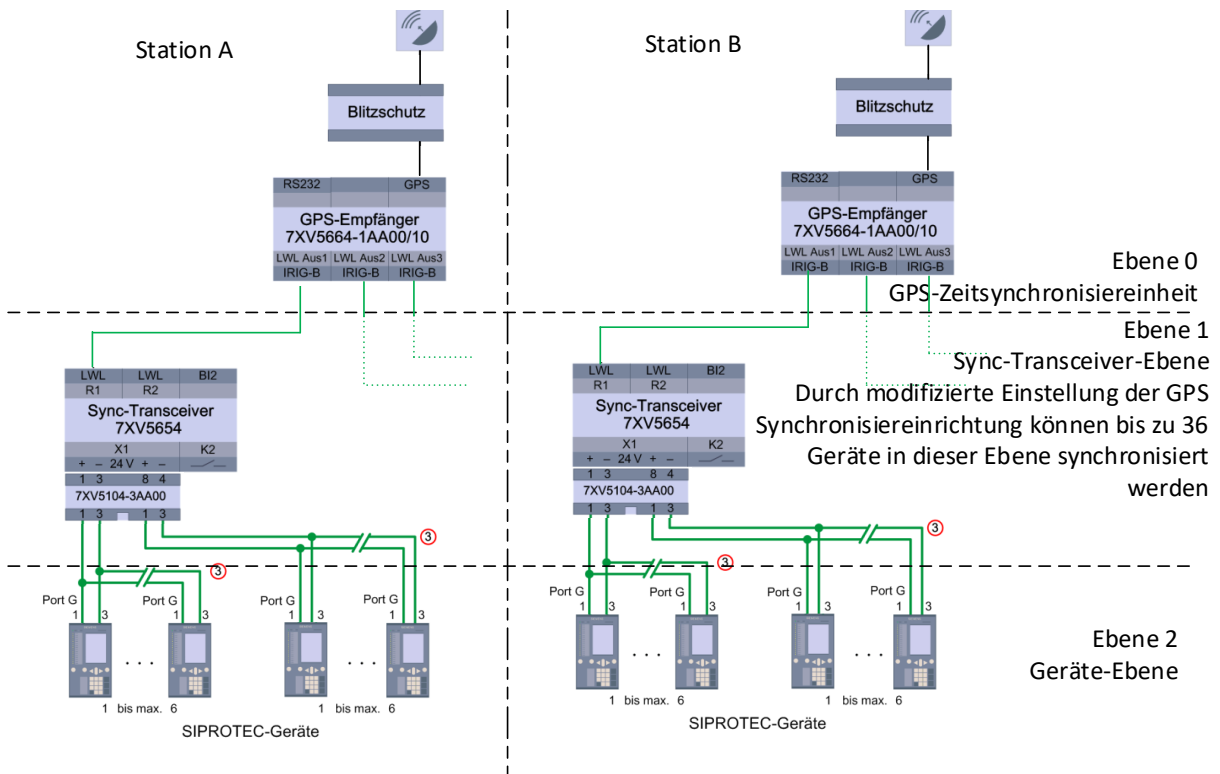 Station A
Blitzschutz
RS232 GPS
GPS-Empfänger
7XV5664-1AA00/10
LWL Aus1 LWL Aus2 LWL Aus3
IRIG-B IRIG-B IRIG-B
LWL LWL BI2
R1 R2
Sync-Transceiver
7XV5654
X1 K2
+ – 24 V + –
1 3 8 4
7XV5104-3AA00
1 3 1 3
3
3
Port G Port G Port G Port G
1 3 1 3 1 3 1 3
. . . . . .
1 bis max. 6 1 bis max. 6
SIPROTEC-Geräte
Station B
Blitzschutz
RS232 GPS
GPS-Empfänger
7XV5664-1AA00/10
LWL Aus1 LWL Aus2 LWL Aus3
IRIG-B IRIG-B IRIG-B
LWL LWL BI2
R1 R2
Sync-Transceiver
7XV5654
X1 K2
+ – 24 V + –
1 3 8 4
7XV5104-3AA00
1 3 1 3
3
3
Port G Port G Port G Port G
1 3 1 3 1 3 1 3
. . . . . .
1 bis max. 6 1 bis max. 6
SIPROTEC-Geräte
Ebene 0
GPS-Zeitsynchronisiereinheit
Ebene 1
Sync-Transceiver-Ebene
Durch modifizierte Einstellung der GPS
Synchronisiereinrichtung können bis zu 36
Geräte in dieser Ebene synchronisiert
werden
Ebene 2
Geräte-Ebene